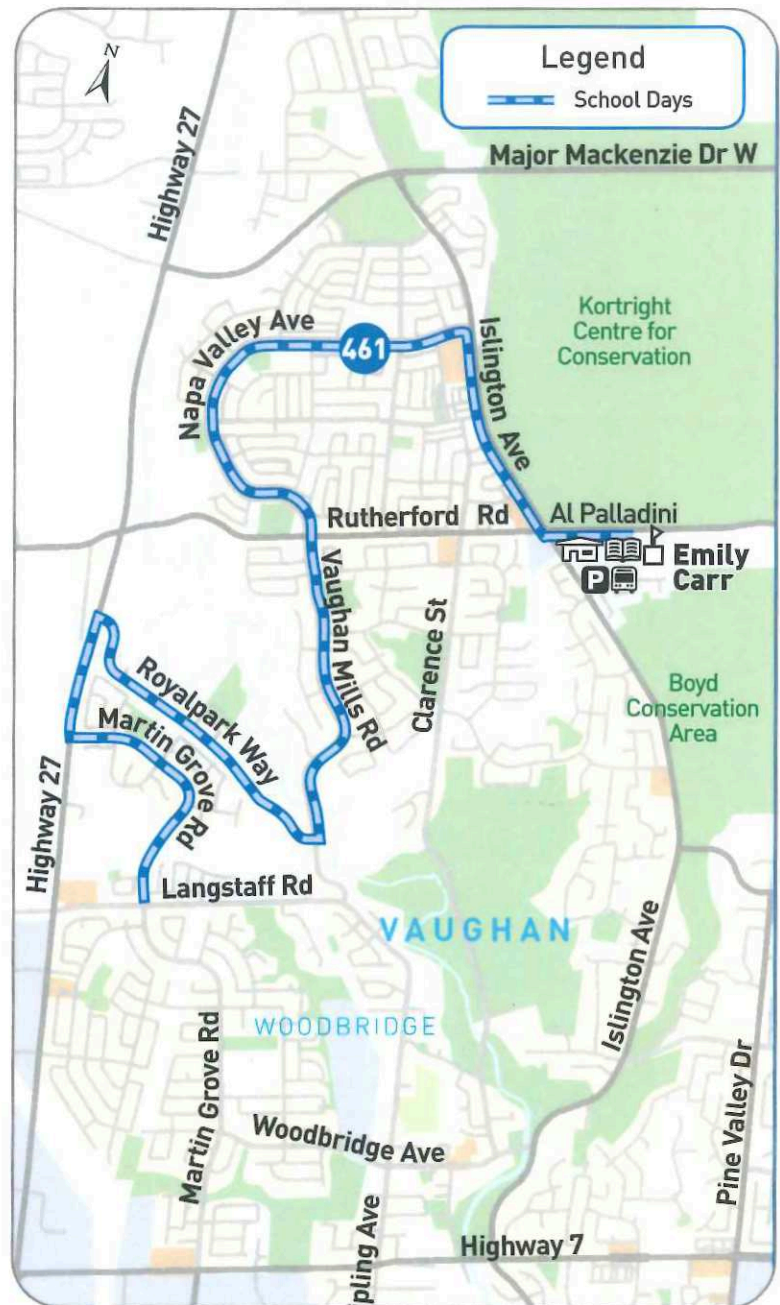 N
Legend
School Days
Highway 27
Major Mackenzie Dr W
Kortright
Centre for
Conservation
Napa Valley Ave
461
Islington Ave
Rutherford Rd
Al Palladini
P
Emily
Carr
Vaughan Mills Rd
Clarence St
Boyd
Conservation
Area
Royalpark Way
Martin Grove Rd
Highway 27
Langstaff Rd
VAUGHAN
Islington Ave
WOODBRIDGE
Martin Grove Rd
Woodbridge Ave
Pine Valley Dr
pling Ave
Highway 7